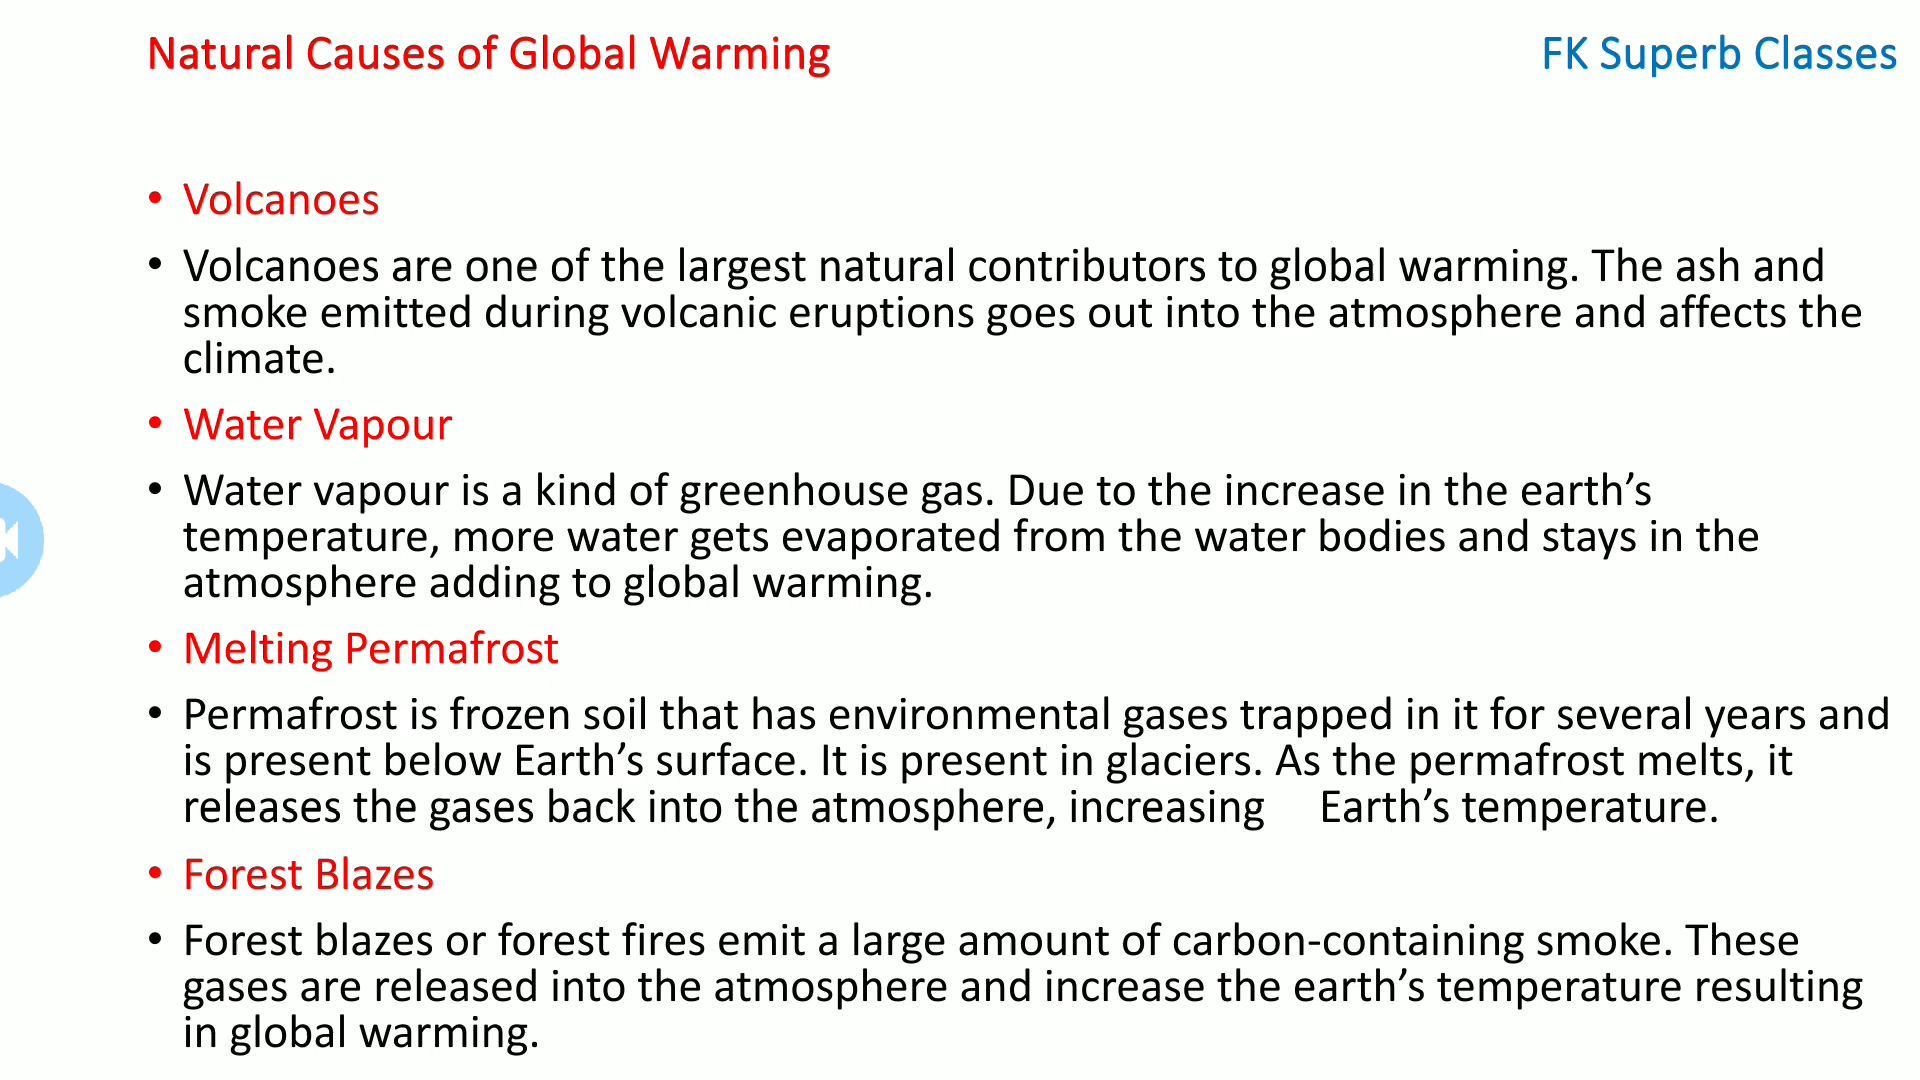 Natural Causes of Global Warming
FK Superb Classes
• Volcanoes
• Volcanoes are one of the largest natural contributors to global warming. The ash and
smoke emitted during volcanic eruptions goes out into the atmosphere and affects the
climate.
• Water Vapour
• Water vapour is a kind of greenhouse gas. Due to the increase in the earth’s
temperature, more water gets evaporated from the water bodies and stays in the
atmosphere adding to global warming.
• Melting Permafrost
• Permafrost is frozen soil that has environmental gases trapped in it for several years and
is present below Earth’s surface. It is present in glaciers. As the permafrost melts, it
releases the gases back into the atmosphere, increasing Earth’s temperature.
• Forest Blazes
• Forest blazes or forest fires emit a large amount of carbon-containing smoke. These
gases are released into the atmosphere and increase the earth’s temperature resulting
in global warming.